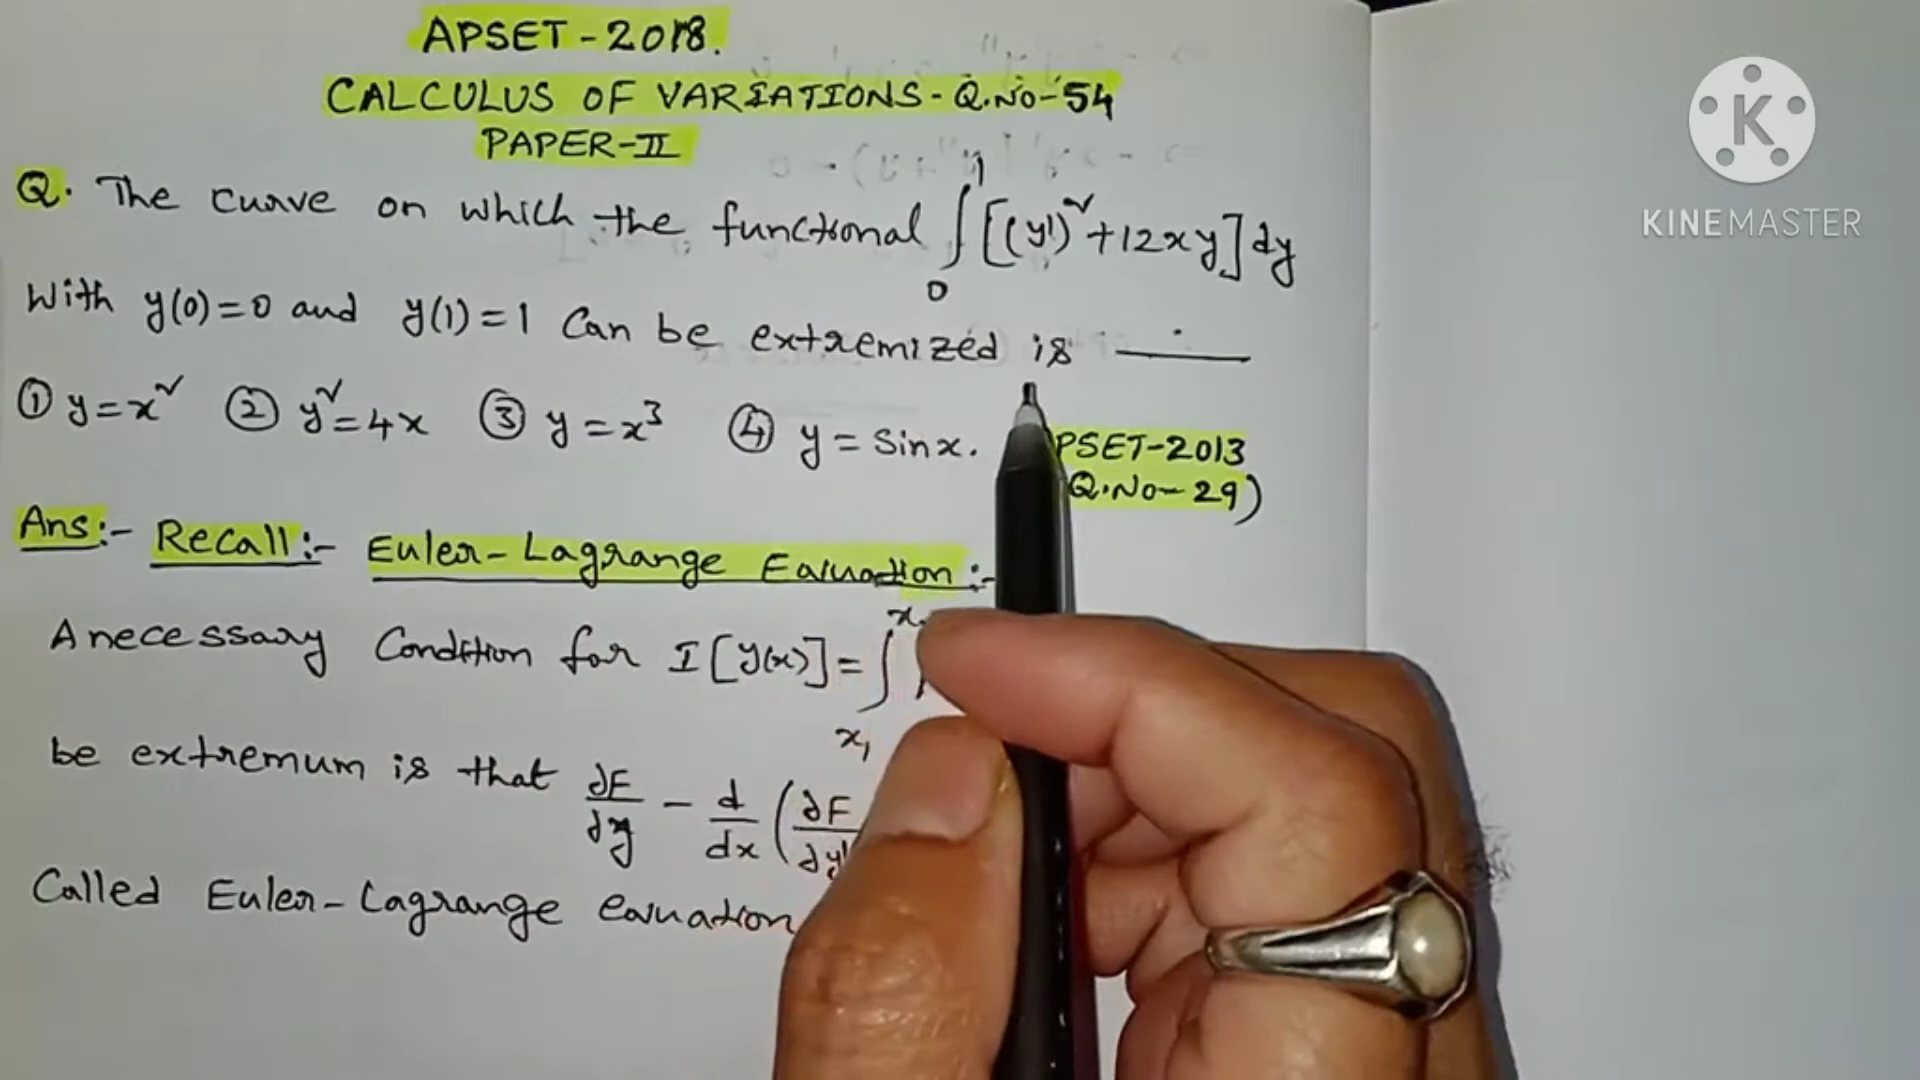 APSET-2018.
CALCULUS OF VARIATIONS - Q.No-54
PAPER-II
Q. The curve on which the functional ∫₀¹ [(y')² + 12xy] dy
With y(0)=0 and y(1)=1 can be extremized is ______.
① y=x² ② y²=4x ③ y=x³ ④ y=sinx.
PSET-2013
Q.No-29)
Ans:- Recall:- Euler-Lagrange Equation:-
A necessary Condition for I[y(x)] = ∫
x₁
be extremum is that ∂F/∂y - d/dx (∂F/∂y'
Called Euler-Lagrange equation
K
KINEMASTER